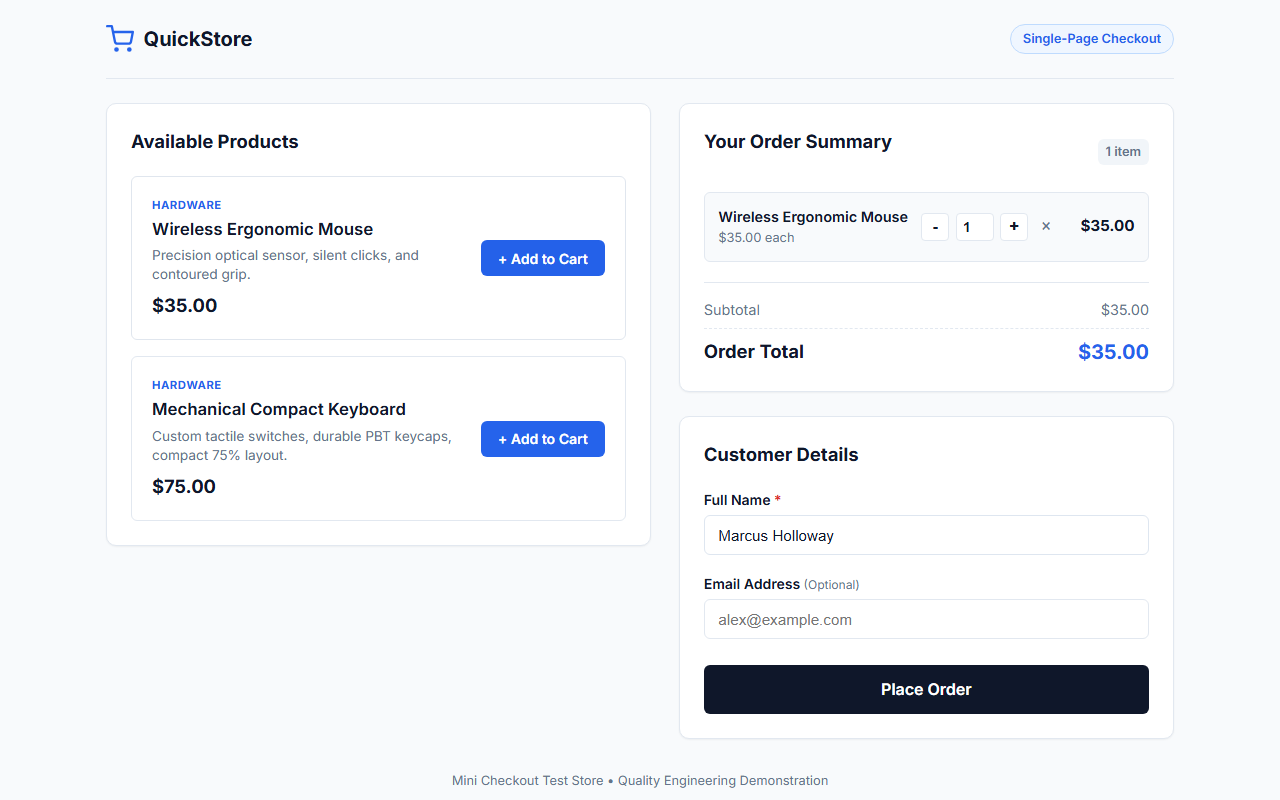 QuickStore
Single-Page Checkout
Available Products
HARDWARE
Wireless Ergonomic Mouse
Precision optical sensor, silent clicks, and
contoured grip.
$35.00
+ Add to Cart
HARDWARE
Mechanical Compact Keyboard
Custom tactile switches, durable PBT keycaps,
compact 75% layout.
$75.00
+ Add to Cart
Your Order Summary
1 item
Wireless Ergonomic Mouse
$35.00 each
- 1 + × $35.00
Subtotal $35.00
Order Total $35.00
Customer Details
Full Name *
Marcus Holloway
Email Address (Optional)
alex@example.com
Place Order
Mini Checkout Test Store • Quality Engineering Demonstration